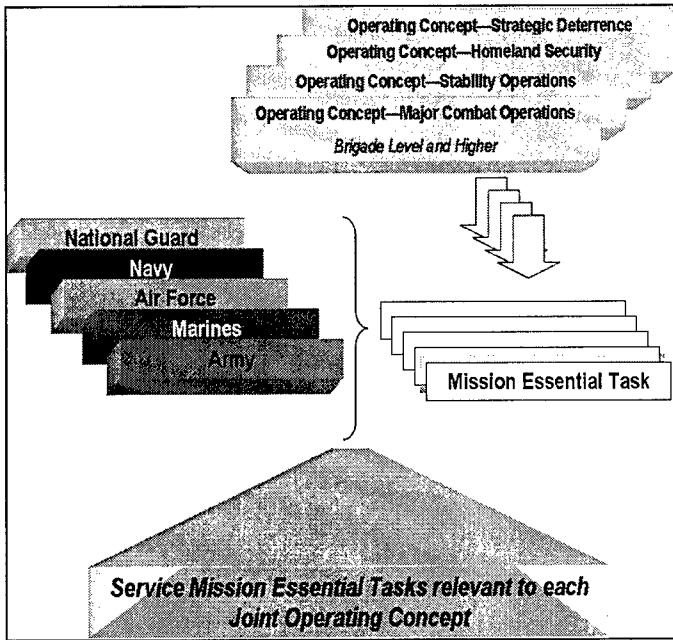 Operating Concept—Strategic Deterrence
Operating Concept—Homeland Security
Operating Concept—Stability Operations
Operating Concept—Major Combat Operations
Brigade Level and Higher
National Guard
Navy
Air Force
Marines
Army
Mission Essential Task
Service Mission Essential Tasks relevant to each
Joint Operating Concept